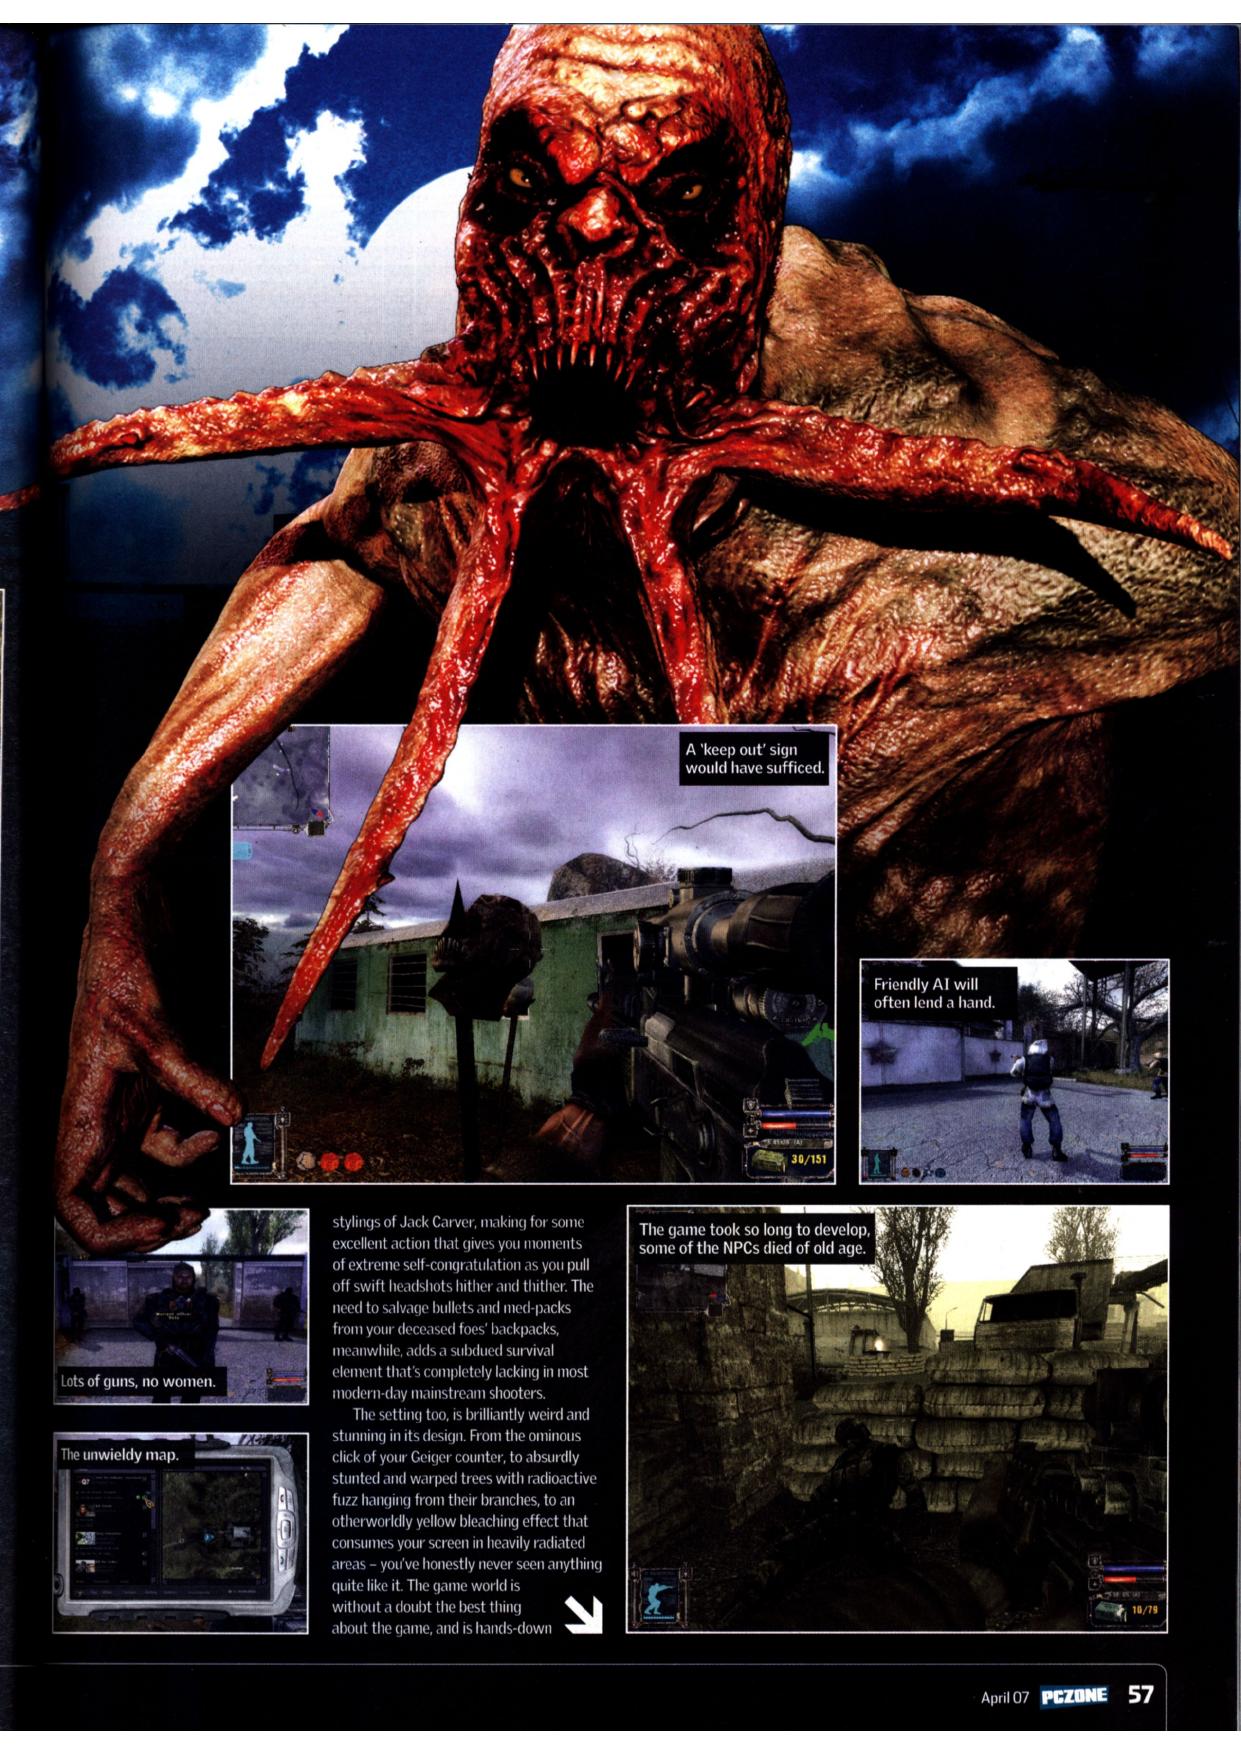 A ‘keep out’ sign
would have sufficed.
30/151
Friendly AI will
often lend a hand.
Lots of guns, no women.
The unwieldy map.
stylings of Jack Carver, making for some
excellent action that gives you moments
of extreme self-congratulation as you pull
off swift headshots hither and thither. The
need to salvage bullets and med-packs
from your deceased foes’ backpacks,
meanwhile, adds a subdued survival
element that’s completely lacking in most
modern-day mainstream shooters.
The setting too, is brilliantly weird and
stunning in its design. From the ominous
click of your Geiger counter, to absurdly
stunted and warped trees with radioactive
fuzz hanging from their branches, to an
otherworldly yellow bleaching effect that
consumes your screen in heavily radiated
areas – you’ve honestly never seen anything
quite like it. The game world is
without a doubt the best thing
about the game, and is hands-down
The game took so long to develop,
some of the NPCs died of old age.
10/79
April 07 PCZONE 57